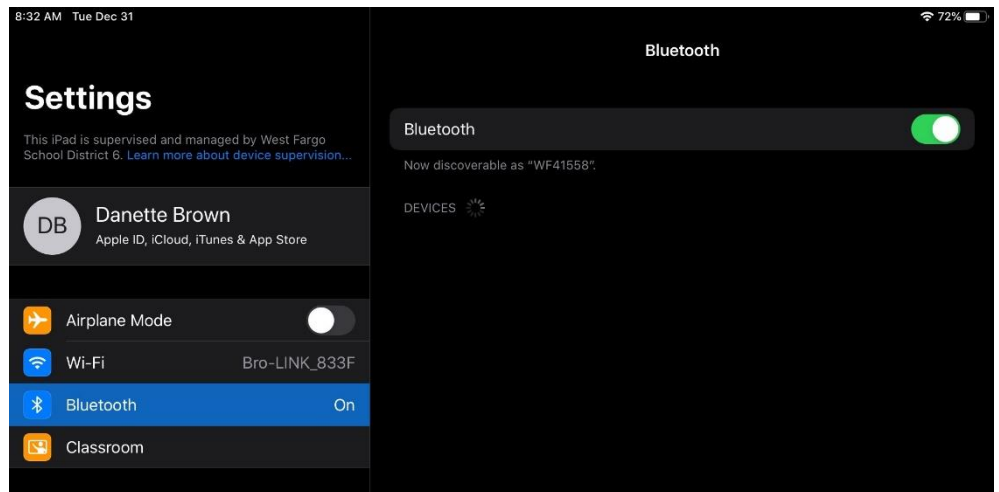 8:32 AM Tue Dec 31
72%
Settings
This iPad is supervised and managed by West Fargo
School District 6. Learn more about device supervision...
DB
Danette Brown
Apple ID, iCloud, iTunes & App Store
Airplane Mode
Wi-Fi Bro-LINK_833F
Bluetooth On
Classroom
Bluetooth
Bluetooth
Now discoverable as “WF41558”.
DEVICES